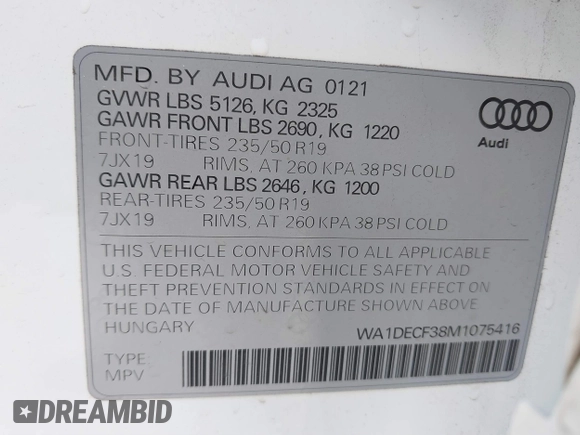 MFD. BY AUDI AG 0121
GVWR LBS 5126, KG 2325
GAWR FRONT LBS 2690, KG 1220
FRONT-TIRES 235/50 R19
7JX19 RIMS, AT 260 KPA 38 PSI COLD
GAWR REAR LBS 2646, KG 1200
REAR-TIRES 235/50 R19
7JX19 RIMS, AT 260 KPA 38 PSI COLD
Audi
THIS VEHICLE CONFORMS TO ALL APPLICABLE
U.S. FEDERAL MOTOR VEHICLE SAFETY AND
THEFT PREVENTION STANDARDS IN EFFECT ON
THE DATE OF MANUFACTURE SHOWN ABOVE
HUNGARY
WA1DECF38M1075416
TYPE:
MPV
DREAMBID